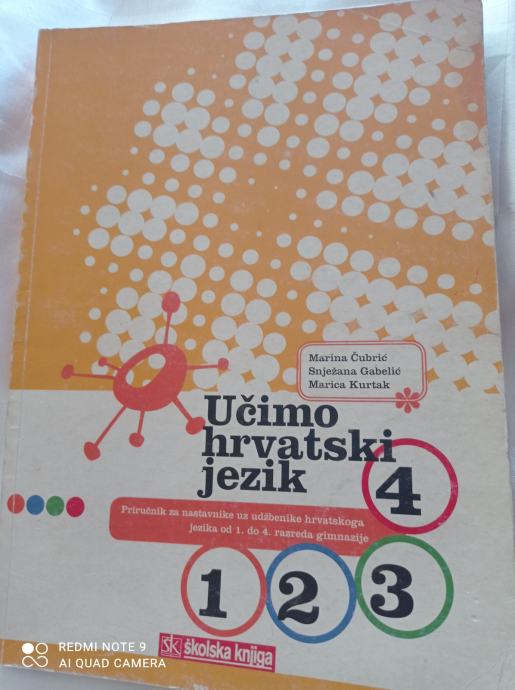 Marina Čubrić
Snježana Gabelić
Marica Kurtak
Učimo
hrvatski
jezik
4
Priručnik za nastavnike uz udžbenike hrvatskoga
jezika od 1. do 4. razreda gimnazije
1 2 3
ŠK školska knjiga
REDMI NOTE 9
AI QUAD CAMERA